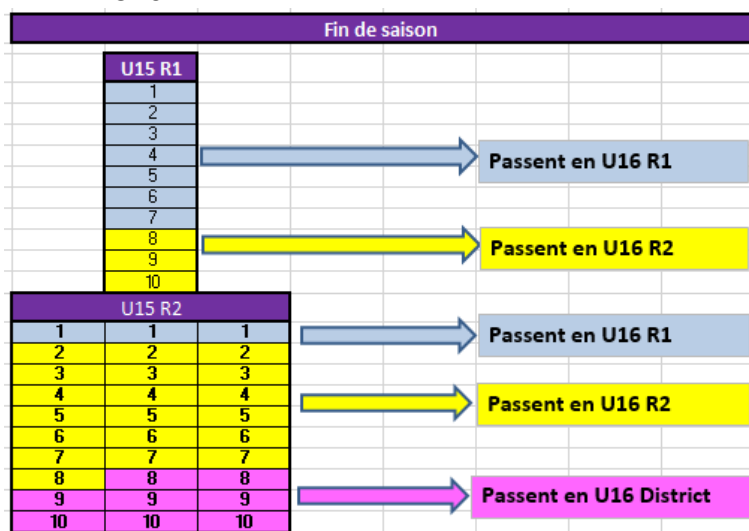 Fin de saison
U15 R1
1
2
3
4
Passent en U16 R1
5
6
7
8
Passent en U16 R2
9
10
U15 R2
1 1 1
Passent en U16 R1
2 2 2
3 3 3
4 4 4
Passent en U16 R2
5 5 5
6 6 6
7 7 7
8 8 8
9 9 9
Passent en U16 District
10 10 10